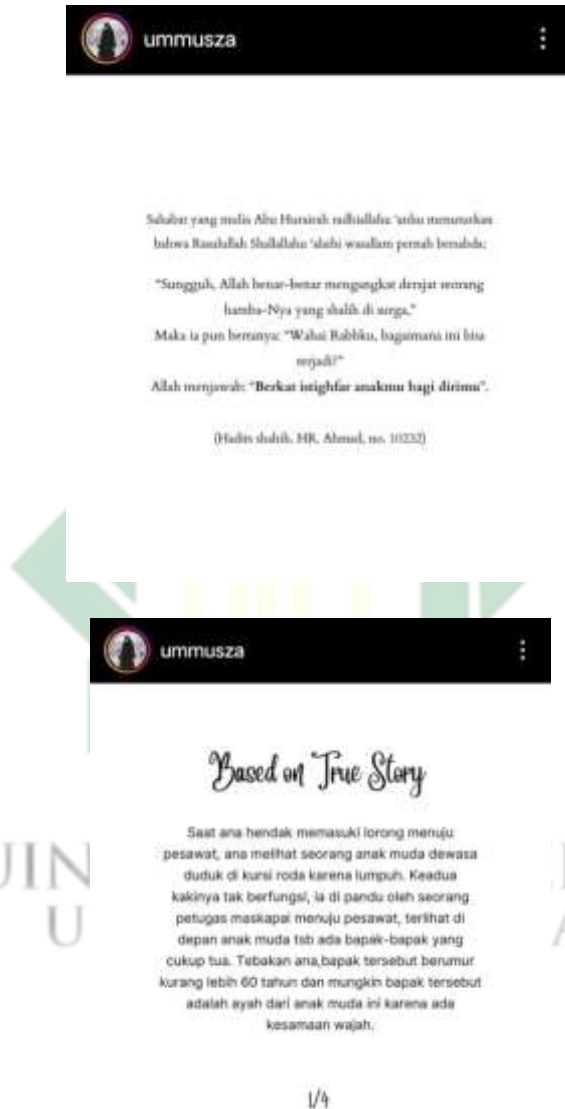 ummusza
Sahabat yang mulia Abu Hurairah radhiallahu 'anhu menuturkan
bahwa Rasulullah Shallallahu 'alaihi wasallam pernah bersabda:
"Sungguh, Allah benar-benar mengangkat derajat seorang
hamba-Nya yang shalih di surga,"
Maka ia pun bertanya: "Wahai Rabbku, bagaimana ini bisa
terjadi?"
Allah menjawab: "Berkat istighfar anakmu bagi dirimu".
(Hadits shahih. HR. Ahmad, no. 10232)
ummusza
Based on True Story
Saat ana hendak memasuki lorong menuju
pesawat, ana melihat seorang anak muda dewasa
duduk di kursi roda karena lumpuh. Keadua
kakinya tak berfungsi, ia di pandu oleh seorang
petugas maskapai menuju pesawat, terlihat di
depan anak muda tsb ada bapak-bapak yang
cukup tua. Tebakan ana,bapak tersebut berumur
kurang lebih 60 tahun dan mungkin bapak tersebut
adalah ayah dari anak muda ini karena ada
kesamaan wajah.
1/4
UIN
U